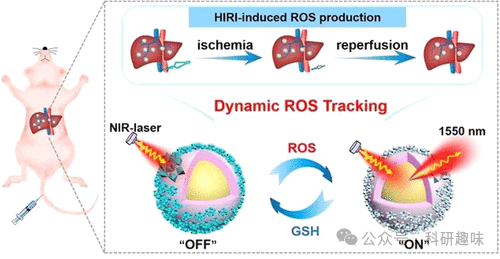 HIRI-induced ROS production
ischemia
reperfusion
Dynamic ROS Tracking
NIR-laser
1550 nm
ROS
GSH
"OFF"
"ON"
公众号 · 科研趣味